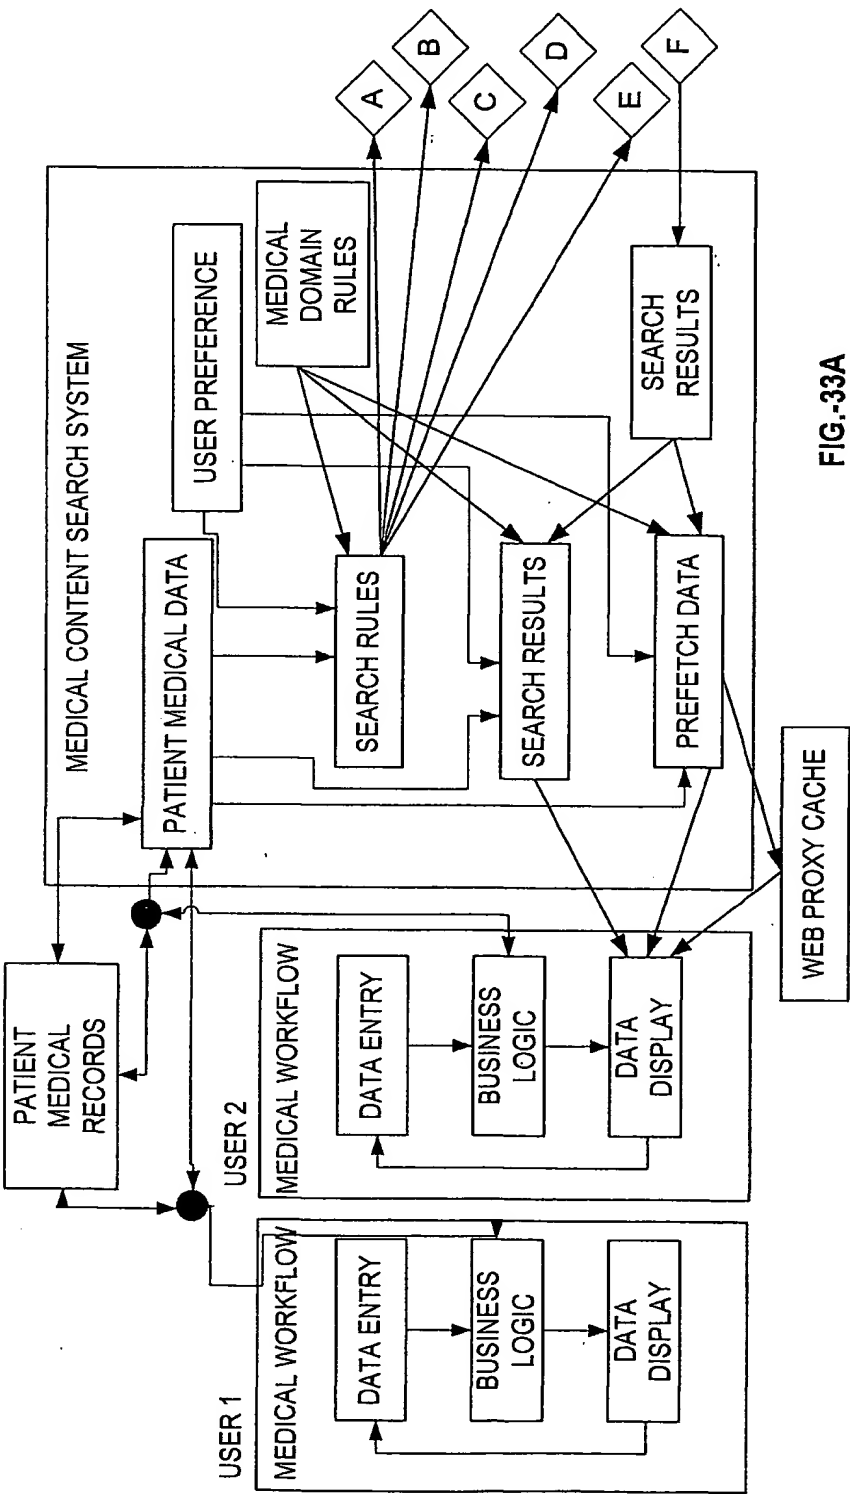 PATIENT
MEDICAL
RECORDS
USER 1
MEDICAL WORKFLOW
DATA ENTRY
BUSINESS
LOGIC
DATA
DISPLAY
USER 2
MEDICAL WORKFLOW
DATA ENTRY
BUSINESS
LOGIC
DATA
DISPLAY
MEDICAL CONTENT SEARCH SYSTEM
PATIENT MEDICAL DATA
USER PREFERENCE
MEDICAL
DOMAIN
RULES
SEARCH RULES
SEARCH RESULTS
PREFETCH DATA
SEARCH
RESULTS
WEB PROXY CACHE
A
B
C
D
E
F
FIG.-33A